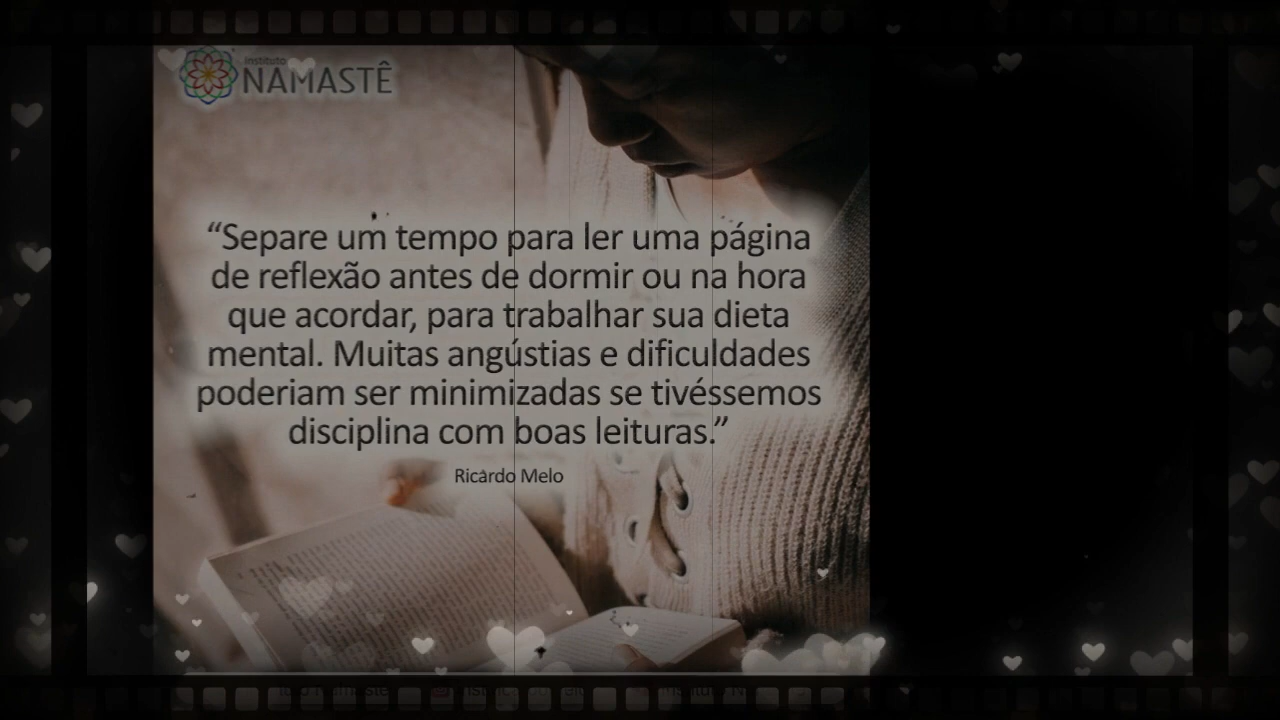 instituto
NAMASTÊ
“Separe um tempo para ler uma página
de reflexão antes de dormir ou na hora
que acordar, para trabalhar sua dieta
mental. Muitas angústias e dificuldades
poderiam ser minimizadas se tivéssemos
disciplina com boas leituras.”
Ricardo Melo